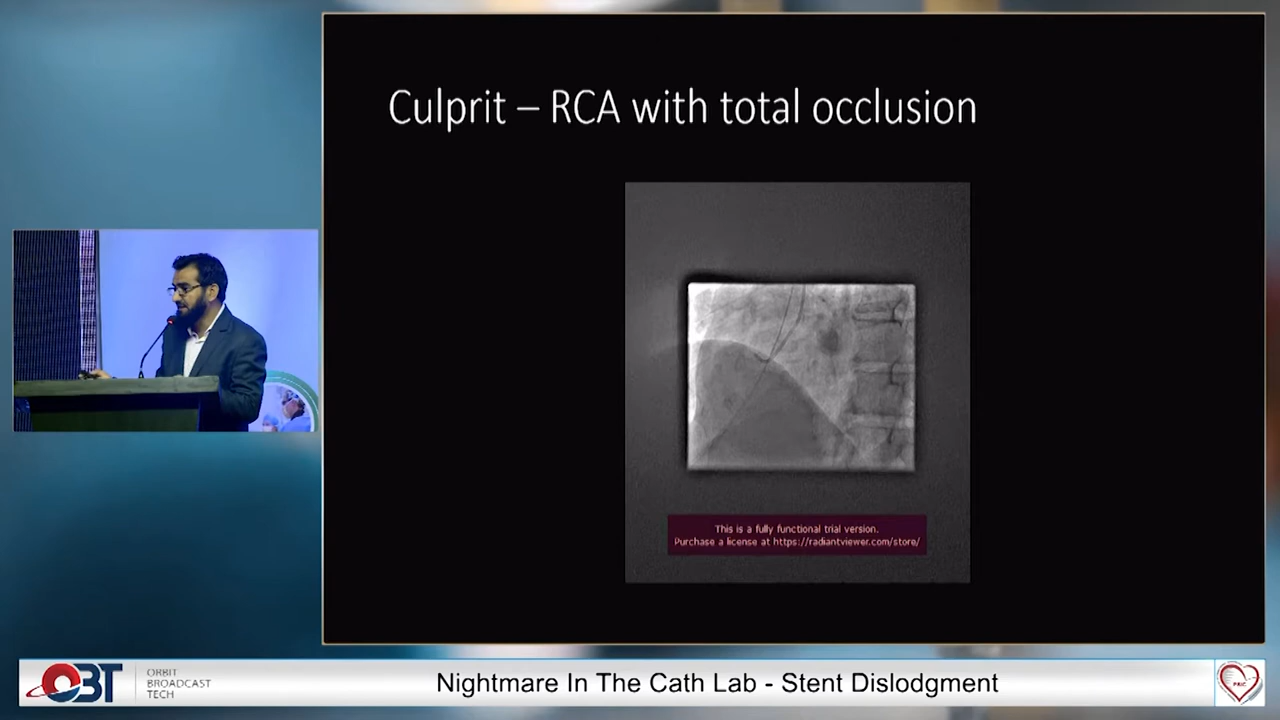 Culprit – RCA with total occlusion
This is a fully functional trial version.
Purchase a license at https://radiantviewer.com/store/
OBT
ORBIT
BROADCAST
TECH
Nightmare In The Cath Lab - Stent Dislodgment